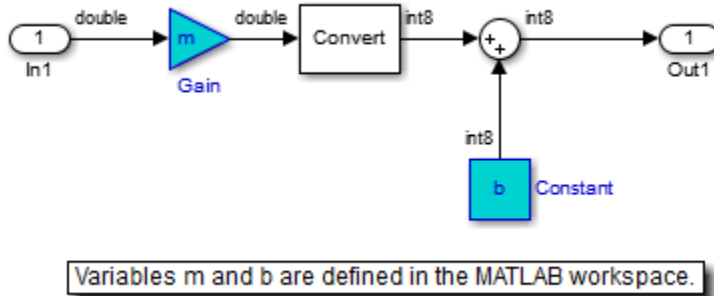 double
double
int8
int8
1
m
Convert
++
1
In1
Gain
Out1
int8
b
Constant
Variables m and b are defined in the MATLAB workspace.